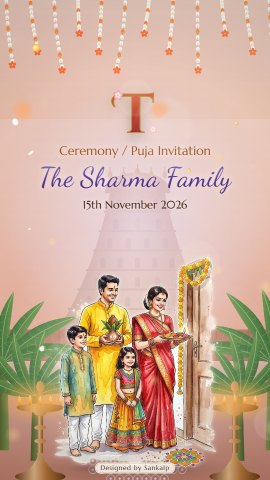 T
Ceremony / Puja Invitation
The Sharma Family
15th November 2026
Designed by Sankalp